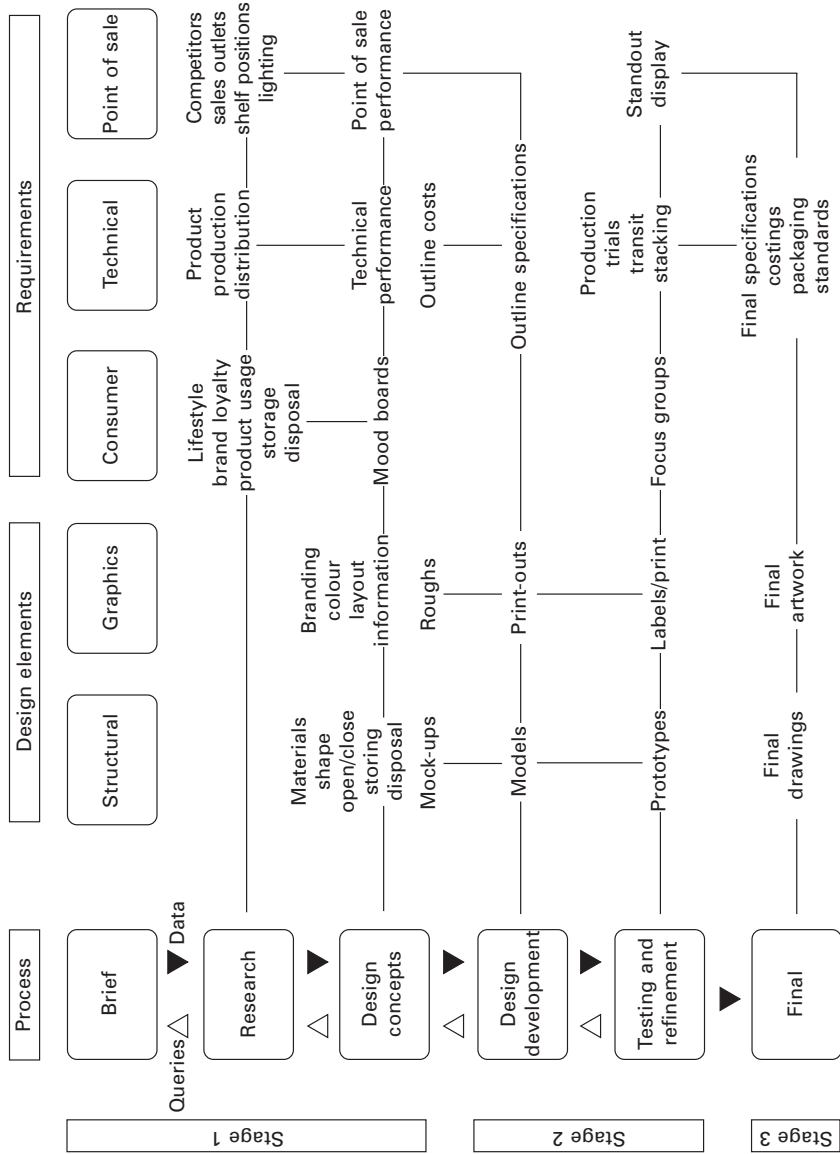 Process
Design elements
Requirements
Brief
Structural
Graphics
Consumer
Technical
Point of sale
Stage 1
Queries
Data
Research
Lifestyle
brand loyalty
product usage
storage
disposal
Product
production
distribution
Competitors
sales outlets
shelf positions
lighting
Design
concepts
Materials
shape
open/close
storing
disposal
Branding
colour
layout
information
Mood boards
Technical
performance
Point of sale
performance
Mock-ups
Roughs
Outline costs
Stage 2
Design
development
Models
Print-outs
Outline specifications
Testing and
refinement
Prototypes
Labels/print
Focus groups
Production
trials
transit
stacking
Standout
display
Stage 3
Final
Final
drawings
Final
artwork
Final specifications
costings
packaging
standards